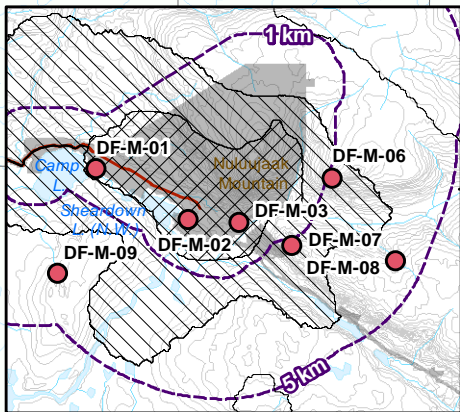 1 km
DF-M-01
DF-M-06
Camp
L.
Nuluujaak
Mountain
Sheardown
L. (N.W.)
DF-M-03
DF-M-02
DF-M-07
DF-M-09
DF-M-08
5 km